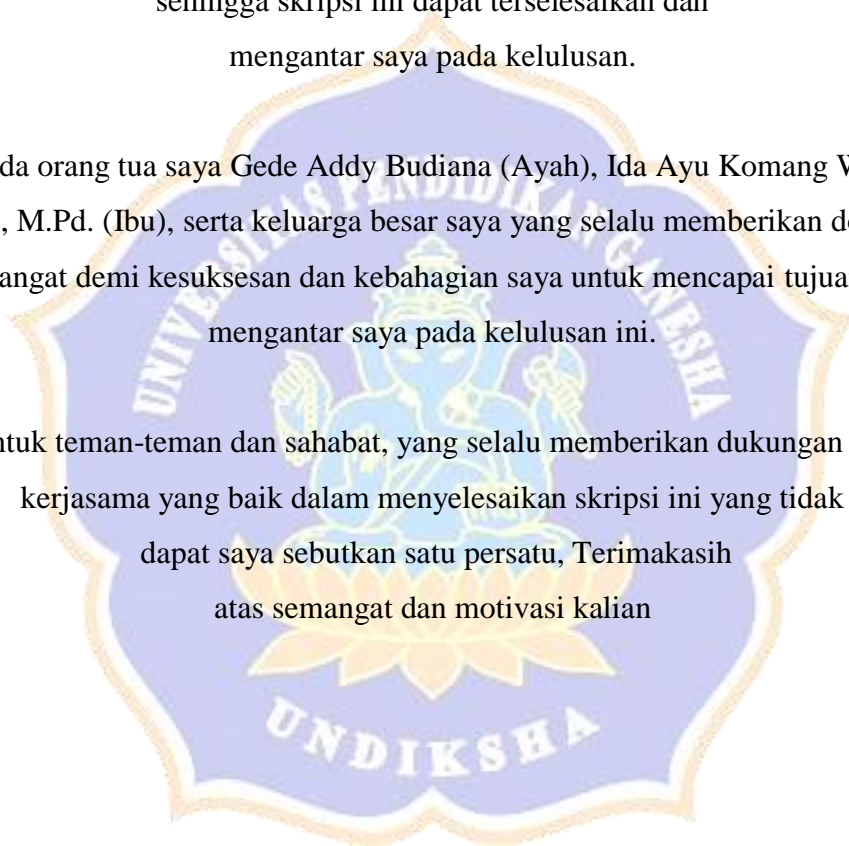 sehingga skripsi ini dapat terselesaikan dan
mengantar saya pada kelulusan.
orang tua saya Gede Addy Budiana (Ayah), Ida Ayu Komang
, M.Pd. (Ibu), serta keluarga besar saya yang selalu memberikan
demi kesuksesan dan kebahagian saya untuk mencapai
mengantar saya pada kelulusan ini.
teman-teman dan sahabat, yang selalu memberikan dukungan
kerjasama yang baik dalam menyelesaikan skripsi ini yang tidak
dapat saya sebutkan satu persatu, Terimakasih
atas semangat dan motivasi kalian
UNIVERSITAS PENDIDIKAN GANESHA
UNDIKSHA